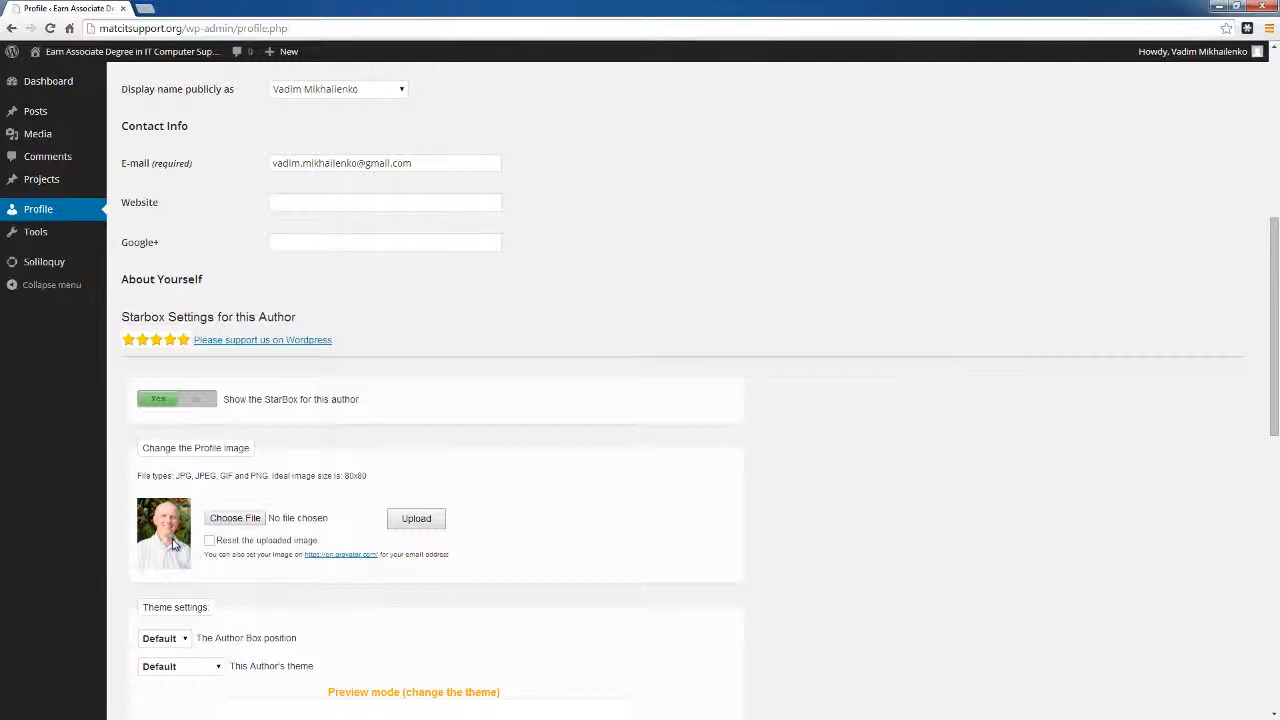 Profile ‹ Earn Associate De
matcitsupport.org/wp-admin/profile.php
Earn Associate Degree in IT Computer Sup... 0 New Howdy, Vadim Mikhailenko
Dashboard
Posts
Media
Comments
Projects
Profile
Tools
Soliloquy
Collapse menu
Display name publicly as Vadim Mikhailenko
Contact Info
E-mail (required) vadim.mikhailenko@gmail.com
Website
Google+
About Yourself
Starbox Settings for this Author
Please support us on Wordpress
Yes Show the StarBox for this author
Change the Profile Image
File types: JPG, JPEG, GIF and PNG. Ideal image size is: 80x80
Choose File No file chosen Upload
Reset the uploaded image
You can also set your image on https://en.gravatar.com/ for your email address
Theme settings:
Default The Author Box position
Default This Author's theme
Preview mode (change the theme)